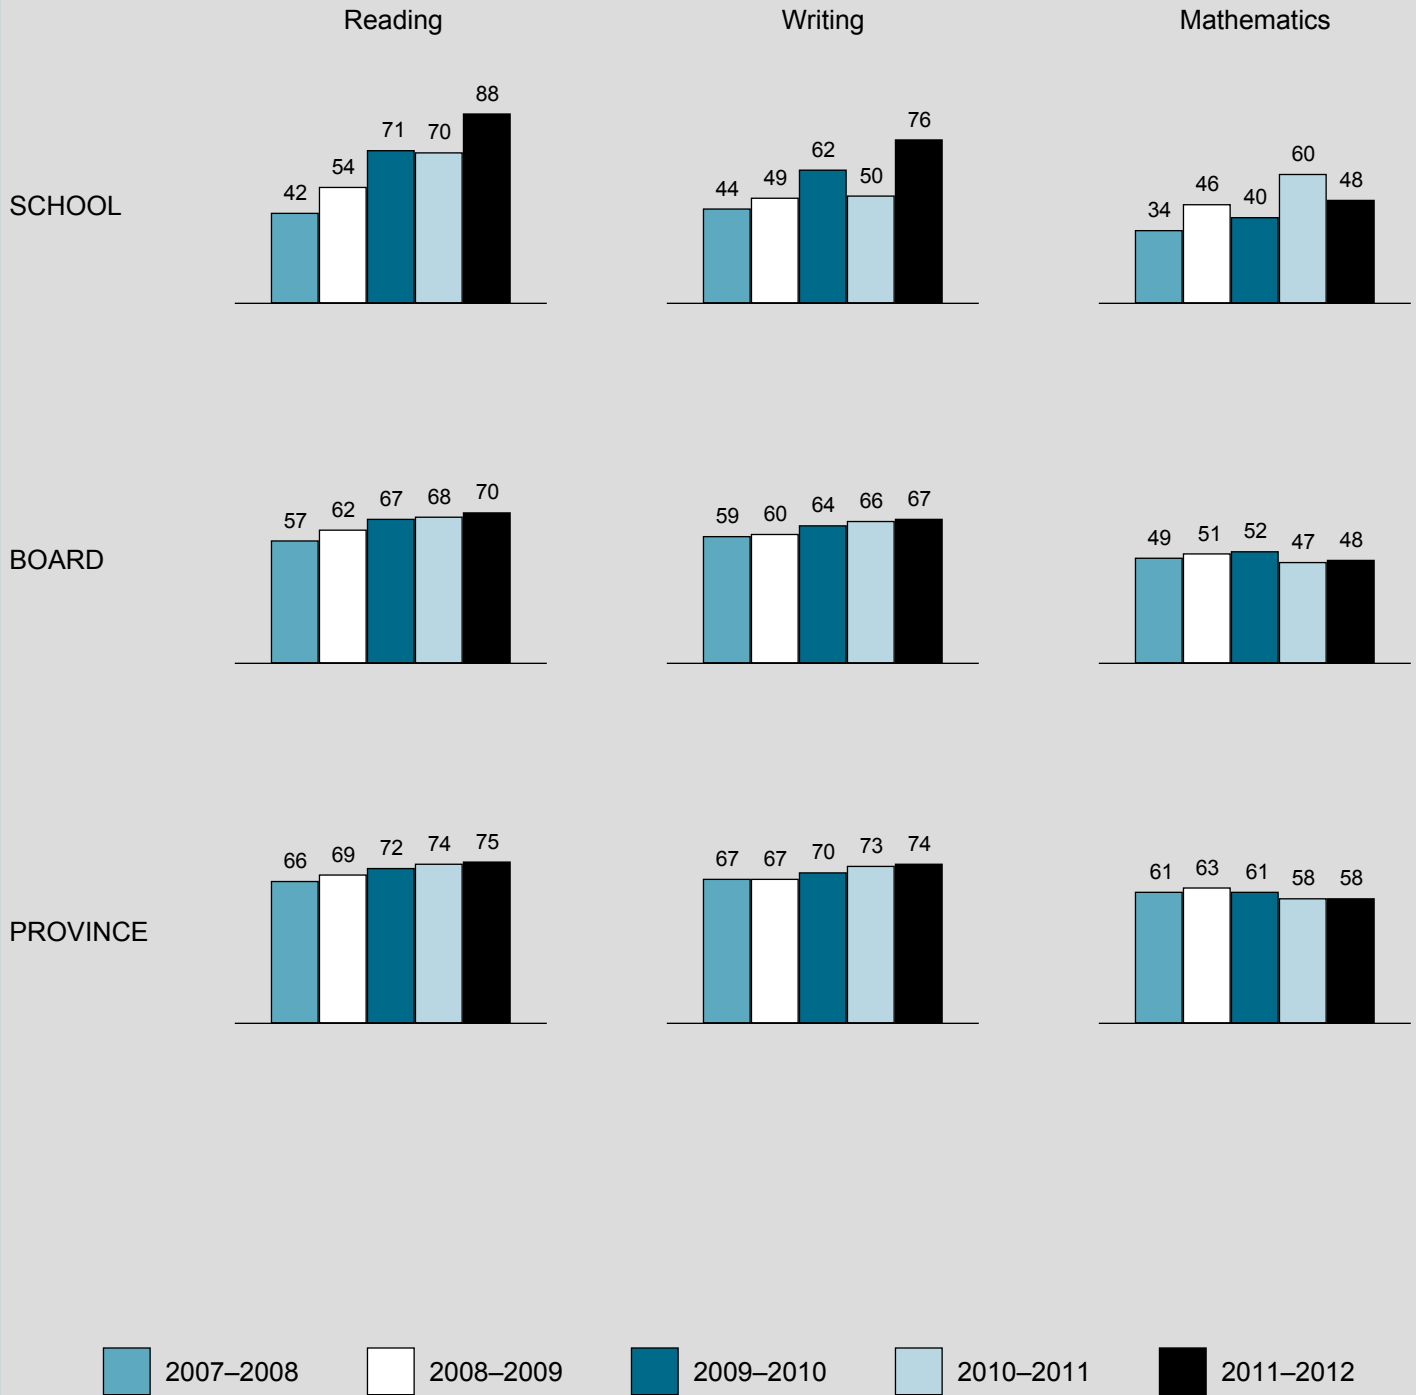 Reading Writing Mathematics
SCHOOL
42 54 71 70 88
44 49 62 50 76
34 46 40 60 48
BOARD
57 62 67 68 70
59 60 64 66 67
49 51 52 47 48
PROVINCE
66 69 72 74 75
67 67 70 73 74
61 63 61 58 58
2007–2008 2008–2009 2009–2010 2010–2011 2011–2012